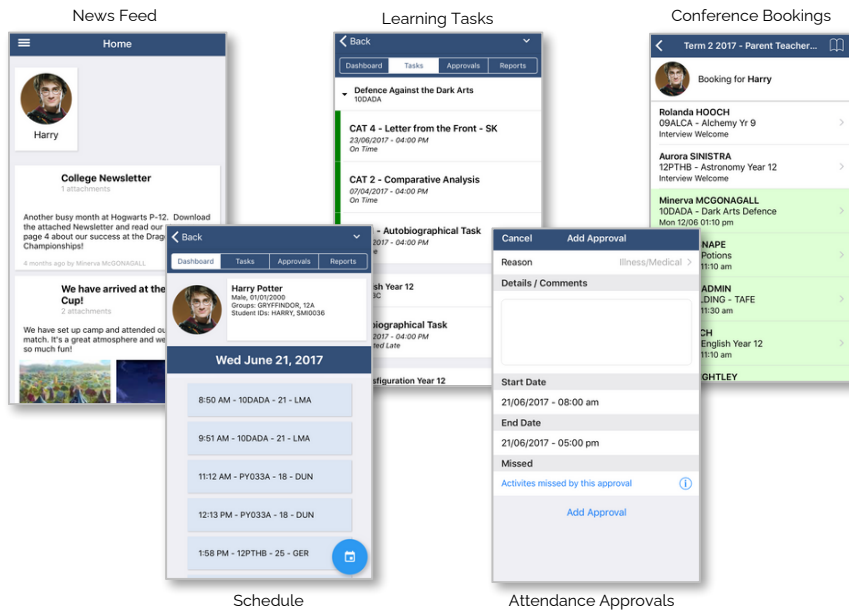 News Feed
Home
Harry
College Newsletter
1 attachments
Another busy month at Hogwarts P-12. Download
the attached Newsletter and read our
page 4 about our success at the Drag
Championships!
4 months ago by Minerva McGONAGALL
We have arrived at the
Cup!
2 attachments
We have set up camp and attended ou
match. It's a great atmosphere and we
so much fun!
Learning Tasks
Back
Dashboard Tasks Approvals Reports
Defence Against the Dark Arts
10DADA
CAT 4 - Letter from the Front - SK
23/06/2017 - 04:00 PM
On Time
CAT 2 - Comparative Analysis
07/04/2017 - 04:00 PM
On Time
- Autobiographical Task
2017 - 04:00 PM
e
sh Year 12
BC
biographical Task
2017 - 04:00 PM
ted Late
sfiguration Year 12
Conference Bookings
Term 2 2017 - Parent Teacher...
Booking for Harry
Rolanda HOOCH
09ALCA - Alchemy Yr 9
Interview Welcome
Aurora SINISTRA
12PTHB - Astronomy Year 12
Interview Welcome
Minerva MCGONAGALL
10DADA - Dark Arts Defence
Mon 12/06 01:10 pm
NAPE
Potions
11:10 am
ADMIN
LDING - TAFE
11:30 am
CH
English Year 12
11:10 am
GHTLEY
Back
Dashboard Tasks Approvals Reports
Harry Potter
Male, 01/01/2000
Groups: GRYFFINDOR, 12A
Student IDs: HARRY, SMI0036
Wed June 21, 2017
8:50 AM - 10DADA - 21 - LMA
9:51 AM - 10DADA - 21 - LMA
11:12 AM - PY033A - 18 - DUN
12:13 PM - PY033A - 18 - DUN
1:58 PM - 12PTHB - 25 - GER
Schedule
Cancel Add Approval
Reason Illness/Medical
Details / Comments
Start Date
21/06/2017 - 08:00 am
End Date
21/06/2017 - 05:00 pm
Missed
Activites missed by this approval
Add Approval
Attendance Approvals